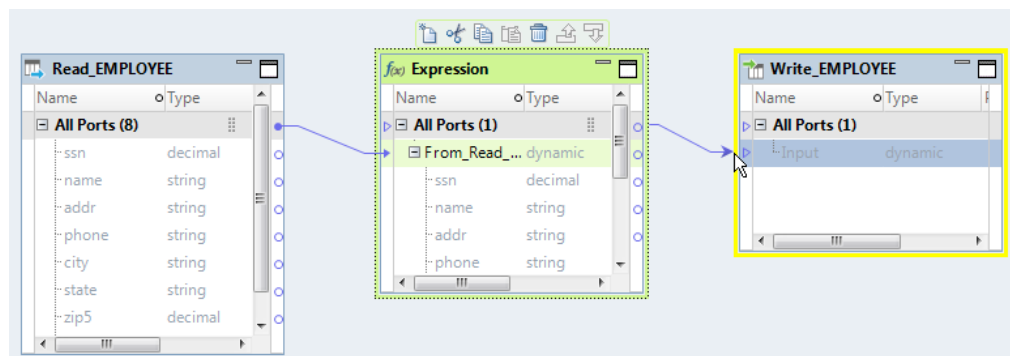 Read_EMPLOYEE
Name Type
All Ports (8)
ssn decimal
name string
addr string
phone string
city string
state string
zip5 decimal
f(x) Expression
Name Type
All Ports (1)
From_Read_... dynamic
ssn decimal
name string
addr string
phone string
Write_EMPLOYEE
Name Type
All Ports (1)
Input dynamic